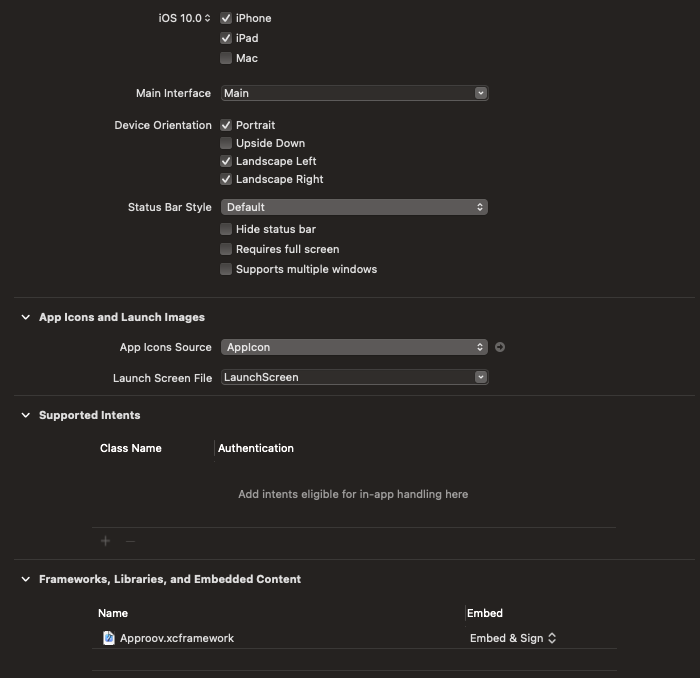 iOS 10.0 iPhone
iPad
Mac
Main Interface Main
Device Orientation Portrait
Upside Down
Landscape Left
Landscape Right
Status Bar Style Default
Hide status bar
Requires full screen
Supports multiple windows
App Icons and Launch Images
App Icons Source AppIcon
Launch Screen File LaunchScreen
Supported Intents
Class Name Authentication
Add intents eligible for in-app handling here
Frameworks, Libraries, and Embedded Content
Name Embed
Approov.xcframework Embed & Sign